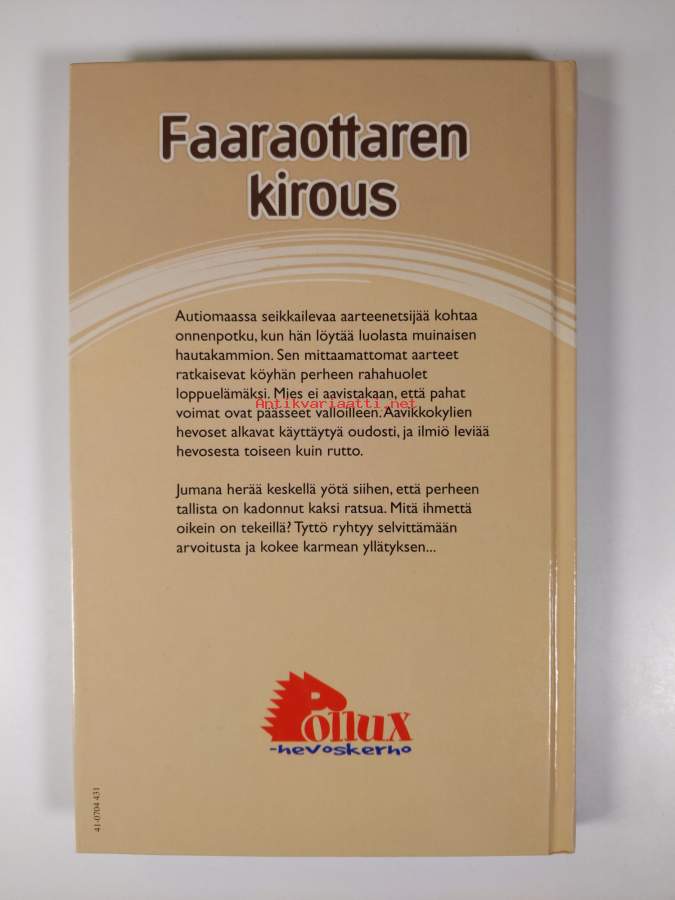 Faaraottaren
kirous
Autiomaassa seikkailevaa aarteenetsijää kohtaa
onnenpotku, kun hän löytää luolasta muinaisen
hautakammion. Sen mittaamattomat aarteet
ratkaisevat köyhän perheen rahahuolet
loppuelämäksi. Mies ei aavistakaan, että pahat
Antikvariaatti.net
voimat ovat päässeet valloilleen. Aavikkokylien
hevoset alkavat käyttäytyä oudosti, ja ilmiö leviää
hevosesta toiseen kuin rutto.
Jumana herää keskellä yötä siihen, että perheen
tallista on kadonnut kaksi ratsua. Mitä ihmettä
oikein on tekeillä? Tyttö ryhtyy selvittämään
arvoitusta ja kokee karmean yllätyksen...
Pollux
-hevoskerho
41-0704 431